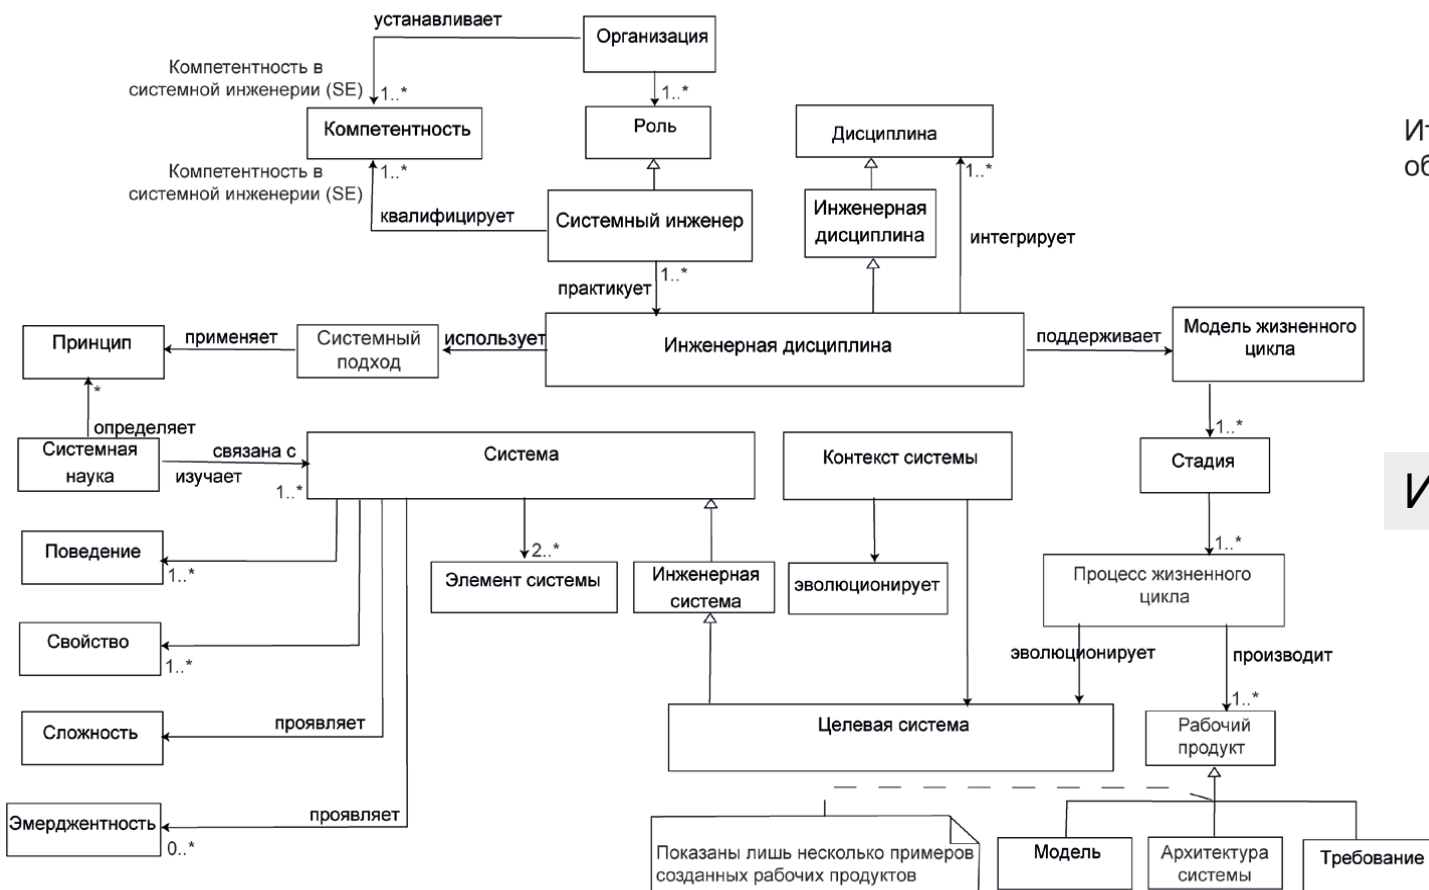 устанавливает
Организация
Компетентность в
системной инженерии (SE)
1..*
1..*
Компетентность
Роль
Дисциплина
Компетентность в
системной инженерии (SE)
1..*
1..*
квалифицирует
Системный инженер
Инженерная
дисциплина
интегрирует
практикует
1..*
Принцип
применяет
Системный
подход
использует
Инженерная дисциплина
поддерживает
Модель жизненного
цикла
*
определяет
1..*
Системная
наука
связана с
изучает
1..*
Система
Контекст системы
Стадия
Поведение
1..*
2..*
Элемент системы
Инженерная
система
эволюционирует
1..*
Процесс жизненного
цикла
Свойство
1..*
эволюционирует
производит
1..*
Сложность
проявляет
Целевая система
Рабочий
продукт
Эмерджентность
проявляет
0..*
Показаны лишь несколько примеров
созданных рабочих продуктов
Модель
Архитектура
системы
Требование